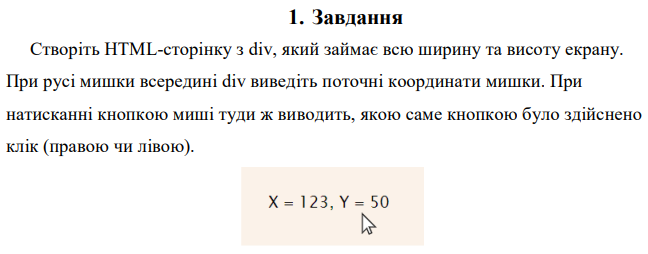 1. Завдання
Створіть HTML-сторінку з div, який займає всю ширину та висоту екрану.
При русі мишки всередині div виведіть поточні координати мишки. При
натисканні кнопкою миші туди ж виводить, якою саме кнопкою було здійснено
клік (правою чи лівою).
X = 123, Y = 50